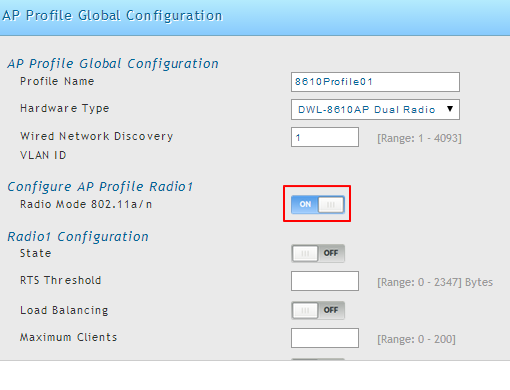 AP Profile Global Configuration
AP Profile Global Configuration
Profile Name 8610Profile01
Hardware Type DWL-8610AP Dual Radio
Wired Network Discovery 1 [Range: 1 - 4093]
VLAN ID
Configure AP Profile Radio1
Radio Mode 802.11a/n ON
Radio1 Configuration
State OFF
RTS Threshold [Range: 0 - 2347] Bytes
Load Balancing OFF
Maximum Clients [Range: 0 - 200]